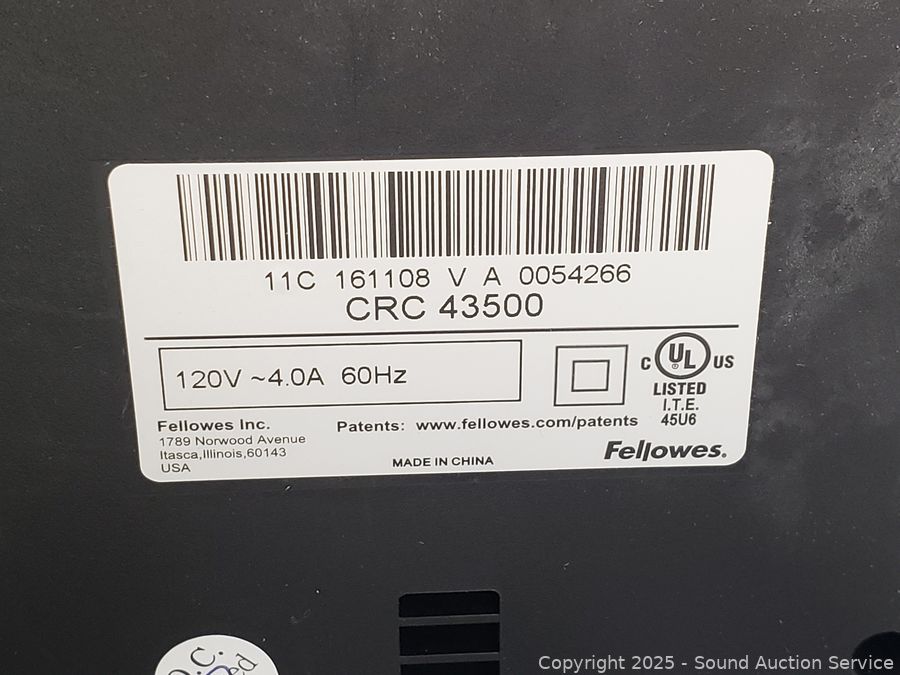 11C 161108 V A 0054266
CRC 43500
120V ~4.0A 60Hz
C UL US
®
LISTED
I.T.E.
45U6
Fellowes Inc.
1789 Norwood Avenue
Itasca,Illinois,60143
USA
Patents: www.fellowes.com/patents
MADE IN CHINA
Fellowes.
Q.C.
Copyright 2025 - Sound Auction Service